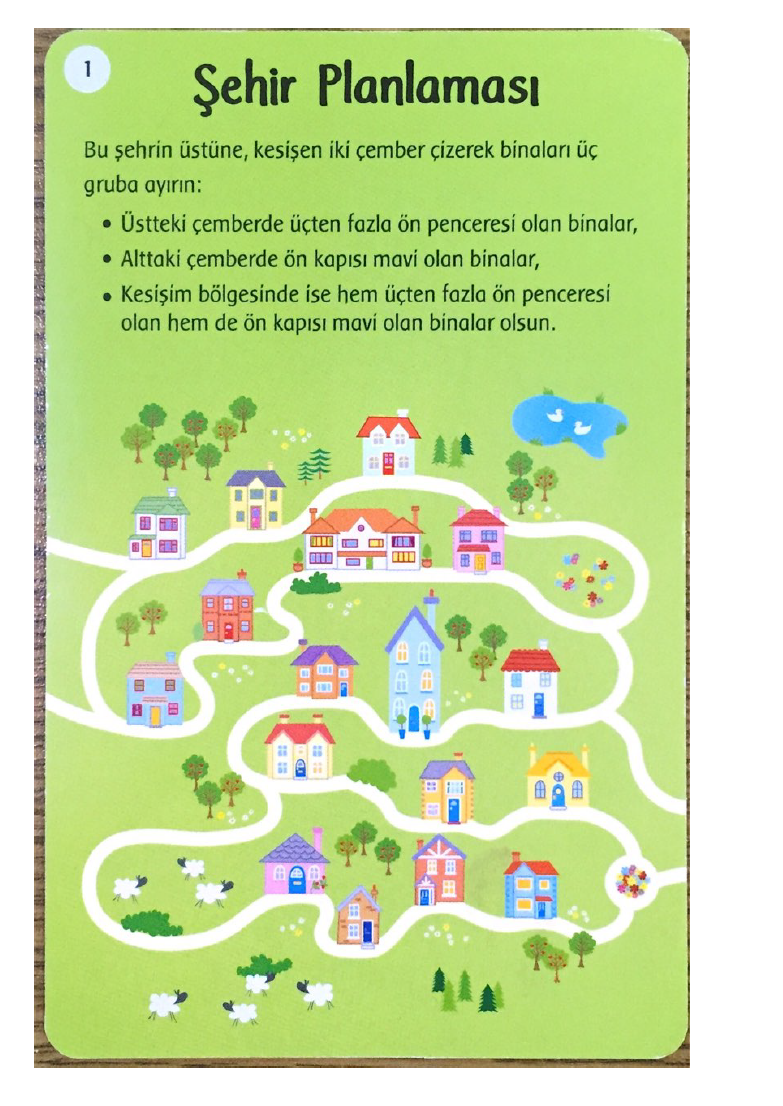 1
Şehir Planlaması
Bu şehrin üstüne, kesişen iki çember çizerek binaları üç
gruba ayırın:
• Üstteki çemberde üçten fazla ön penceresi olan binalar,
• Alttaki çemberde ön kapısı mavi olan binalar,
• Kesişim bölgesinde ise hem üçten fazla ön penceresi
olan hem de ön kapısı mavi olan binalar olsun.